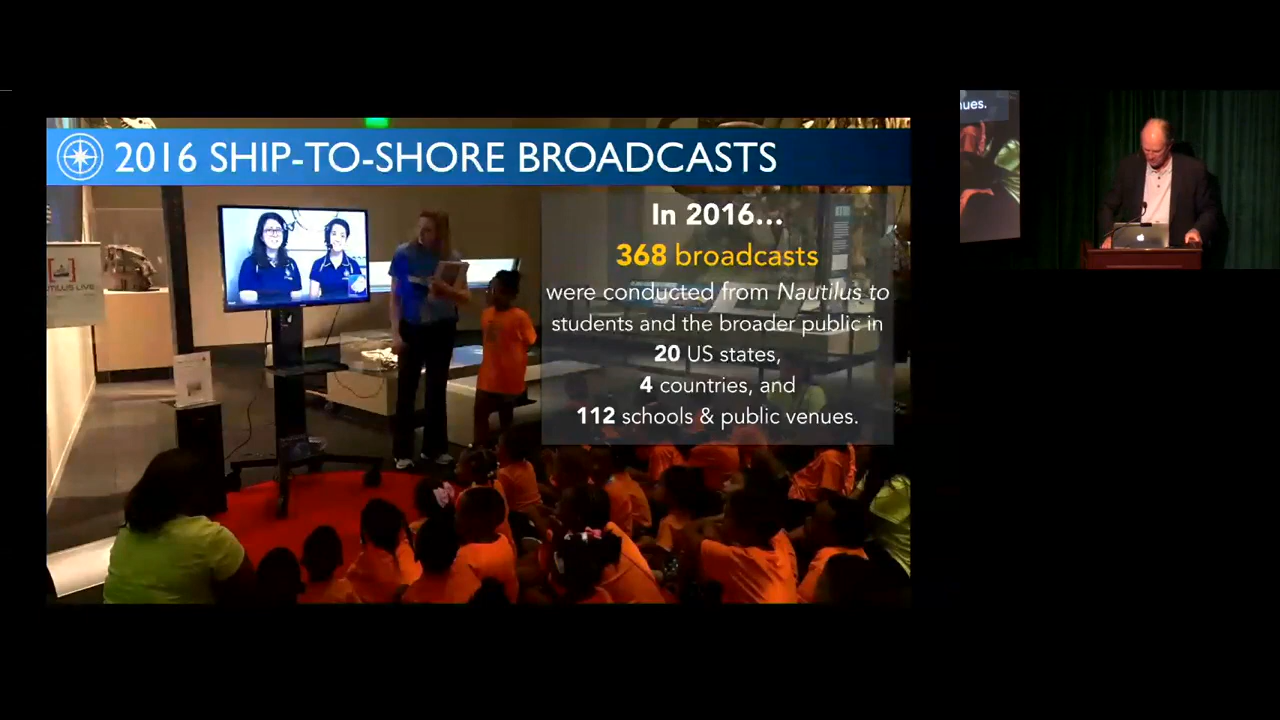 2016 SHIP-TO-SHORE BROADCASTS
In 2016...
368 broadcasts
were conducted from Nautilus to
students and the broader public in
20 US states,
4 countries, and
112 schools & public venues.
nues.